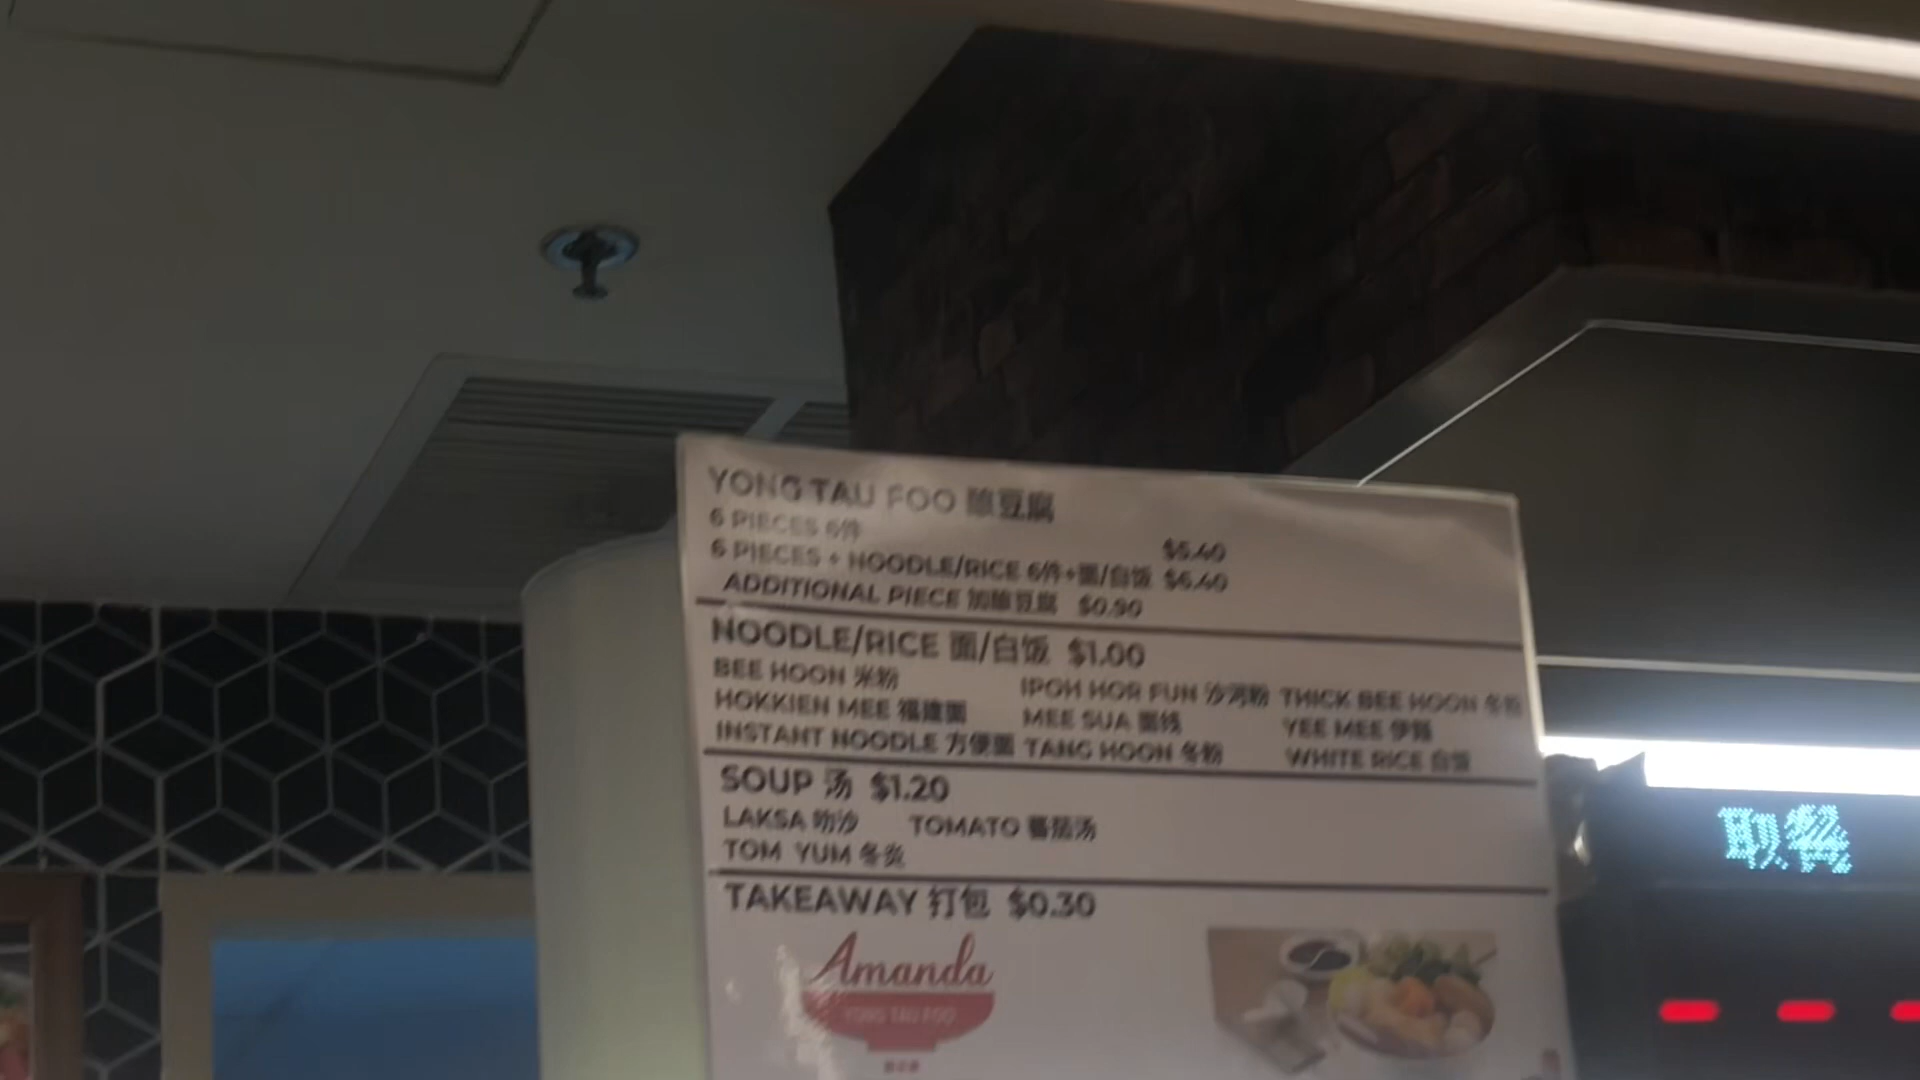 YONG TAU FOO 酿豆腐
6 PIECES 6件 $5.40
6 PIECES + NOODLE/RICE 6件+面/白饭 $6.40
ADDITIONAL PIECE 加酿豆腐 $0.90
NOODLE/RICE 面/白饭 $1.00
BEE HOON 米粉 IPOH HOR FUN 沙河粉 THICK BEE HOON
HOKKIEN MEE 福建面 MEE SUA 面线 YEE MEE 伊麵
INSTANT NOODLE 方便面 TANG HOON 冬粉 WHITE RICE 白饭
SOUP 汤 $1.20
LAKSA 叻沙 TOMATO 蕃茄汤
TOM YUM 冬炎
TAKEAWAY 打包 $0.30
Amanda
YONG TAU FOO
取餐